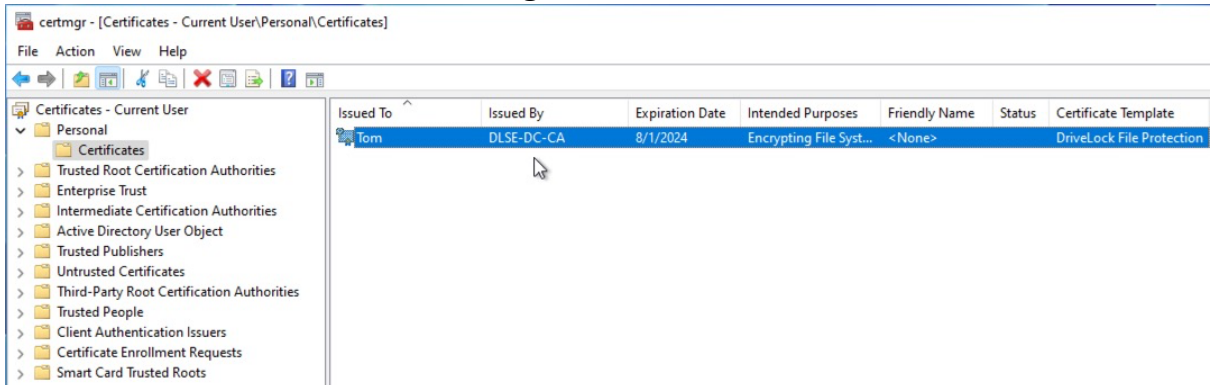 certmgr - [Certificates - Current User\Personal\Certificates]
File Action View Help
Certificates - Current User
Personal
Certificates
Trusted Root Certification Authorities
Enterprise Trust
Intermediate Certification Authorities
Active Directory User Object
Trusted Publishers
Untrusted Certificates
Third-Party Root Certification Authorities
Trusted People
Client Authentication Issuers
Certificate Enrollment Requests
Smart Card Trusted Roots
Issued To Issued By Expiration Date Intended Purposes Friendly Name Status Certificate Template
Tom DLSE-DC-CA 8/1/2024 Encrypting File Syst... <None> DriveLock File Protection